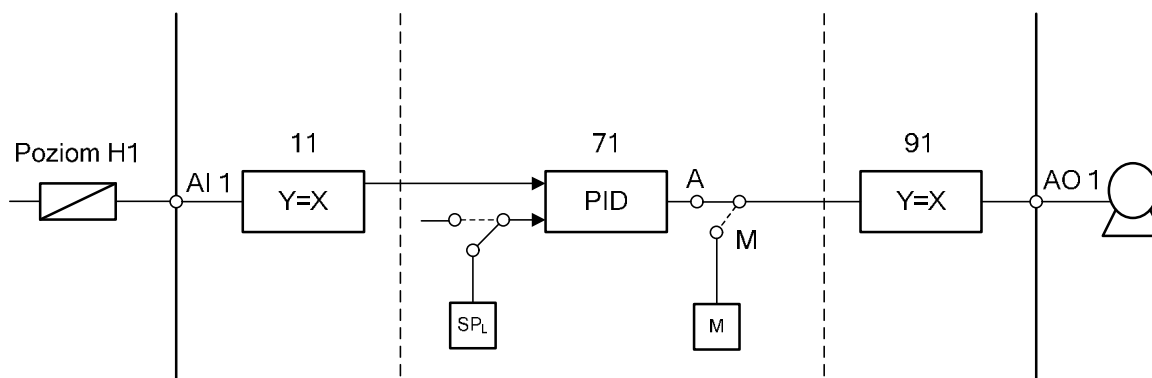 Poziom H1
AI 1
11
Y=X
SPL
71
PID
A
M
M
91
Y=X
AO 1